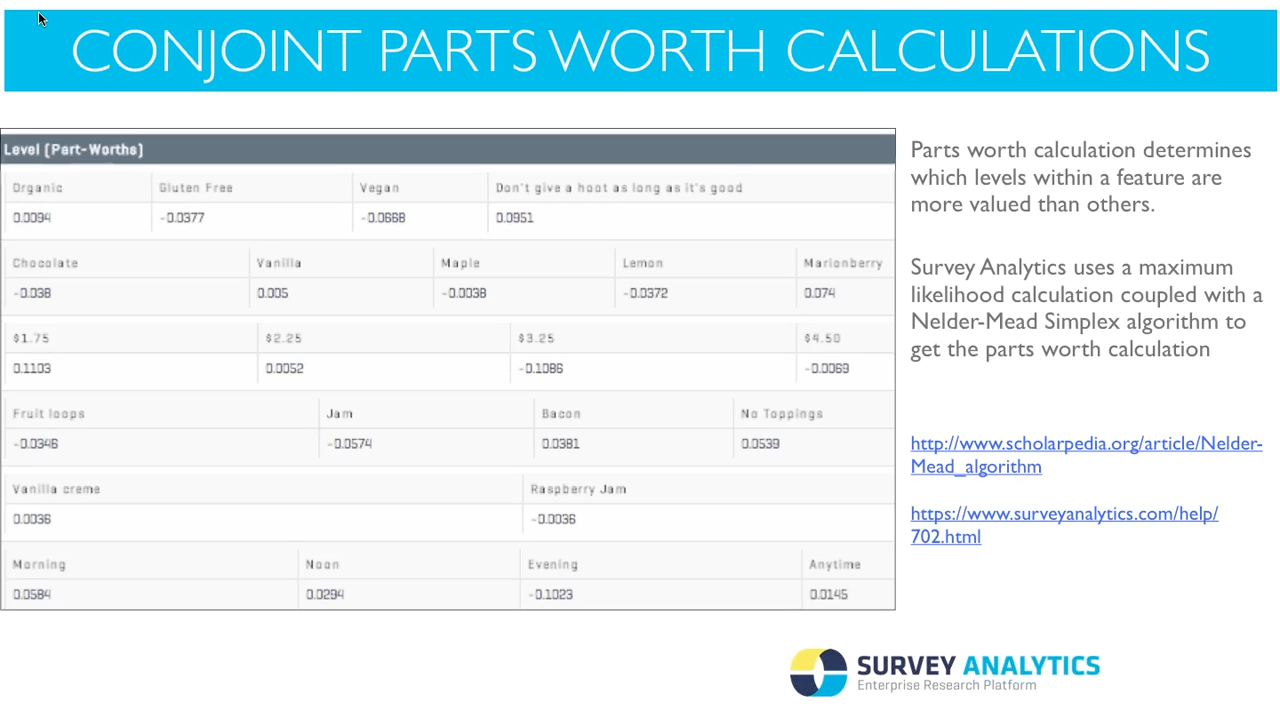 CONJOINT PARTS WORTH CALCULATIONS
Level (Part-Worths)
Organic Gluten Free Vegan Don't give a hoot as long as it's good
0.0094 -0.0377 -0.0668 0.0951
Chocolate Vanilla Maple Lemon Marionberry
-0.038 0.005 -0.0038 -0.0372 0.074
$1.75 $2.25 $3.25 $4.50
0.1103 0.0052 -0.1086 -0.0069
Fruit loops Jam Bacon No Toppings
-0.0346 -0.0574 0.0381 0.0539
Vanilla creme Raspberry Jam
0.0036 -0.0036
Morning Noon Evening Anytime
0.0584 0.0294 -0.1023 0.0145
Parts worth calculation determines
which levels within a feature are
more valued than others.
Survey Analytics uses a maximum
likelihood calculation coupled with a
Nelder-Mead Simplex algorithm to
get the parts worth calculation
http://www.scholarpedia.org/article/Nelder-
Mead_algorithm
https://www.surveyanalytics.com/help/
702.html
SURVEY ANALYTICS
Enterprise Research Platform